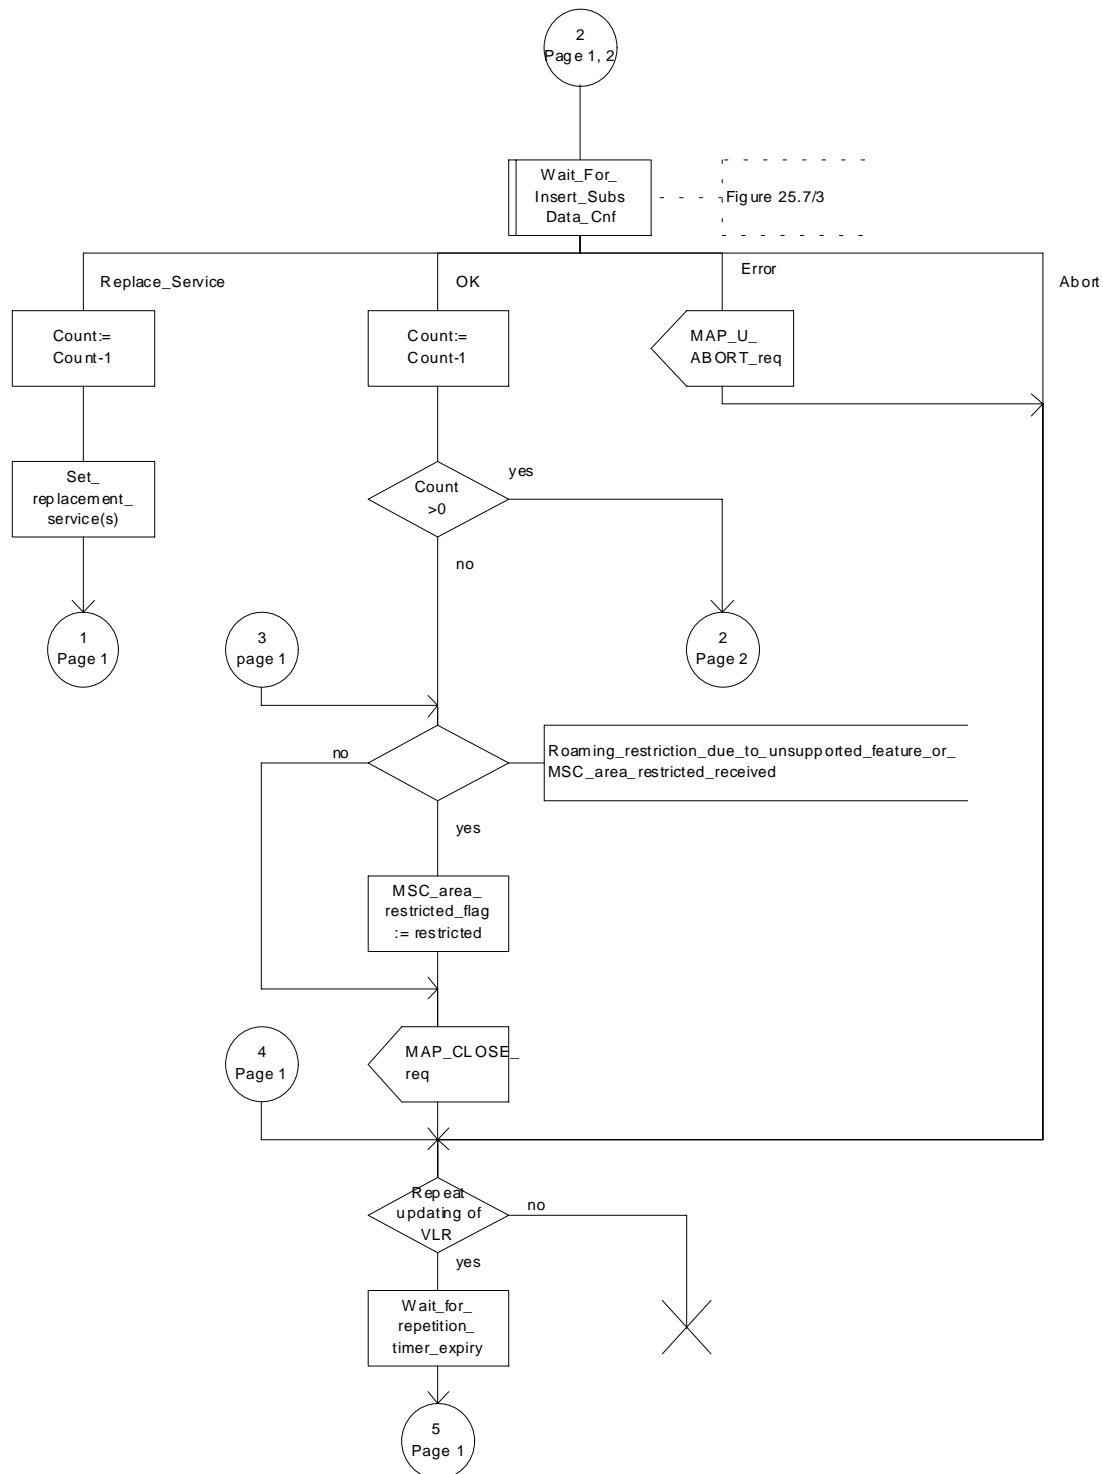 2
Page 1, 2
Wait_For_
Insert_Subs
Data_Cnf
Figure 25.7/3
Replace_Service
OK
Error
Abort
Count:=
Count-1
Count:=
Count-1
MAP_U_
ABORT_req
Set_
replacement_
service(s)
Count
>0
yes
no
1
Page 1
3
page 1
2
Page 2
no
Roaming_restriction_due_to_unsupported_feature_or_
MSC_area_restricted_received
yes
MSC_area_
restricted_flag
:= restricted
4
Page 1
MAP_CLOSE_
req
Repeat
updating of
VLR
no
yes
Wait_for_
repetition_
timer_expiry
5
Page 1